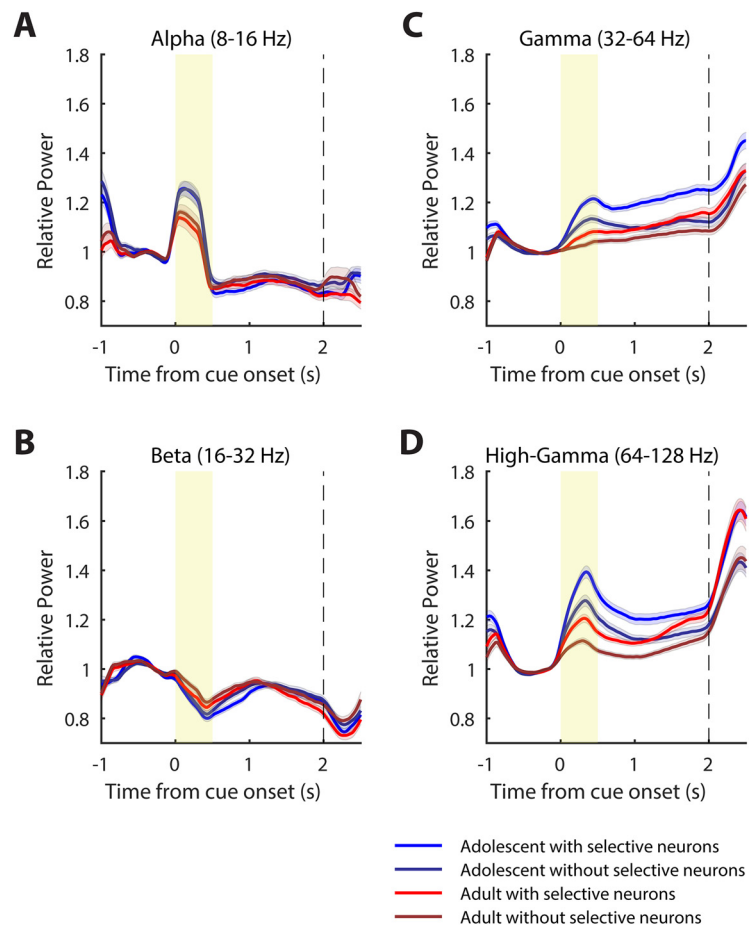 A
Alpha (8-16 Hz)
1.8
1.6
1.4
1.2
1
0.8
Relative Power
-1
0
1
2
Time from cue onset (s)
C
Gamma (32-64 Hz)
1.8
1.6
1.4
1.2
1
0.8
Relative Power
-1
0
1
2
Time from cue onset (s)
B
Beta (16-32 Hz)
1.8
1.6
1.4
1.2
1
0.8
Relative Power
-1
0
1
2
Time from cue onset (s)
D
High-Gamma (64-128 Hz)
1.8
1.6
1.4
1.2
1
0.8
Relative Power
-1
0
1
2
Time from cue onset (s)
Adolescent with selective neurons
Adolescent without selective neurons
Adult with selective neurons
Adult without selective neurons